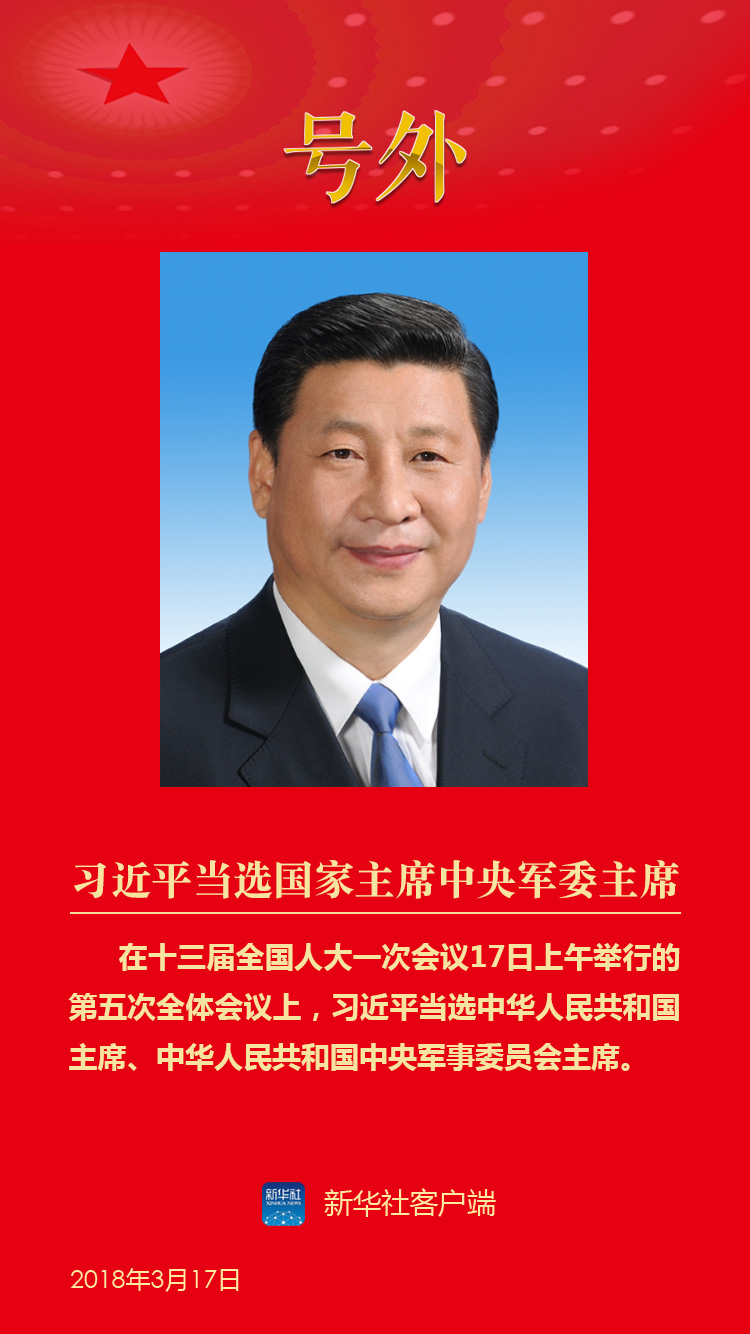 号外
习近平当选国家主席中央军委主席
在十三届全国人大一次会议17日上午举行的
第五次全体会议上，习近平当选中华人民共和国
主席、中华人民共和国中央军事委员会主席。
新华社
XINHUA NEWS
新华社客户端
2018年3月17日